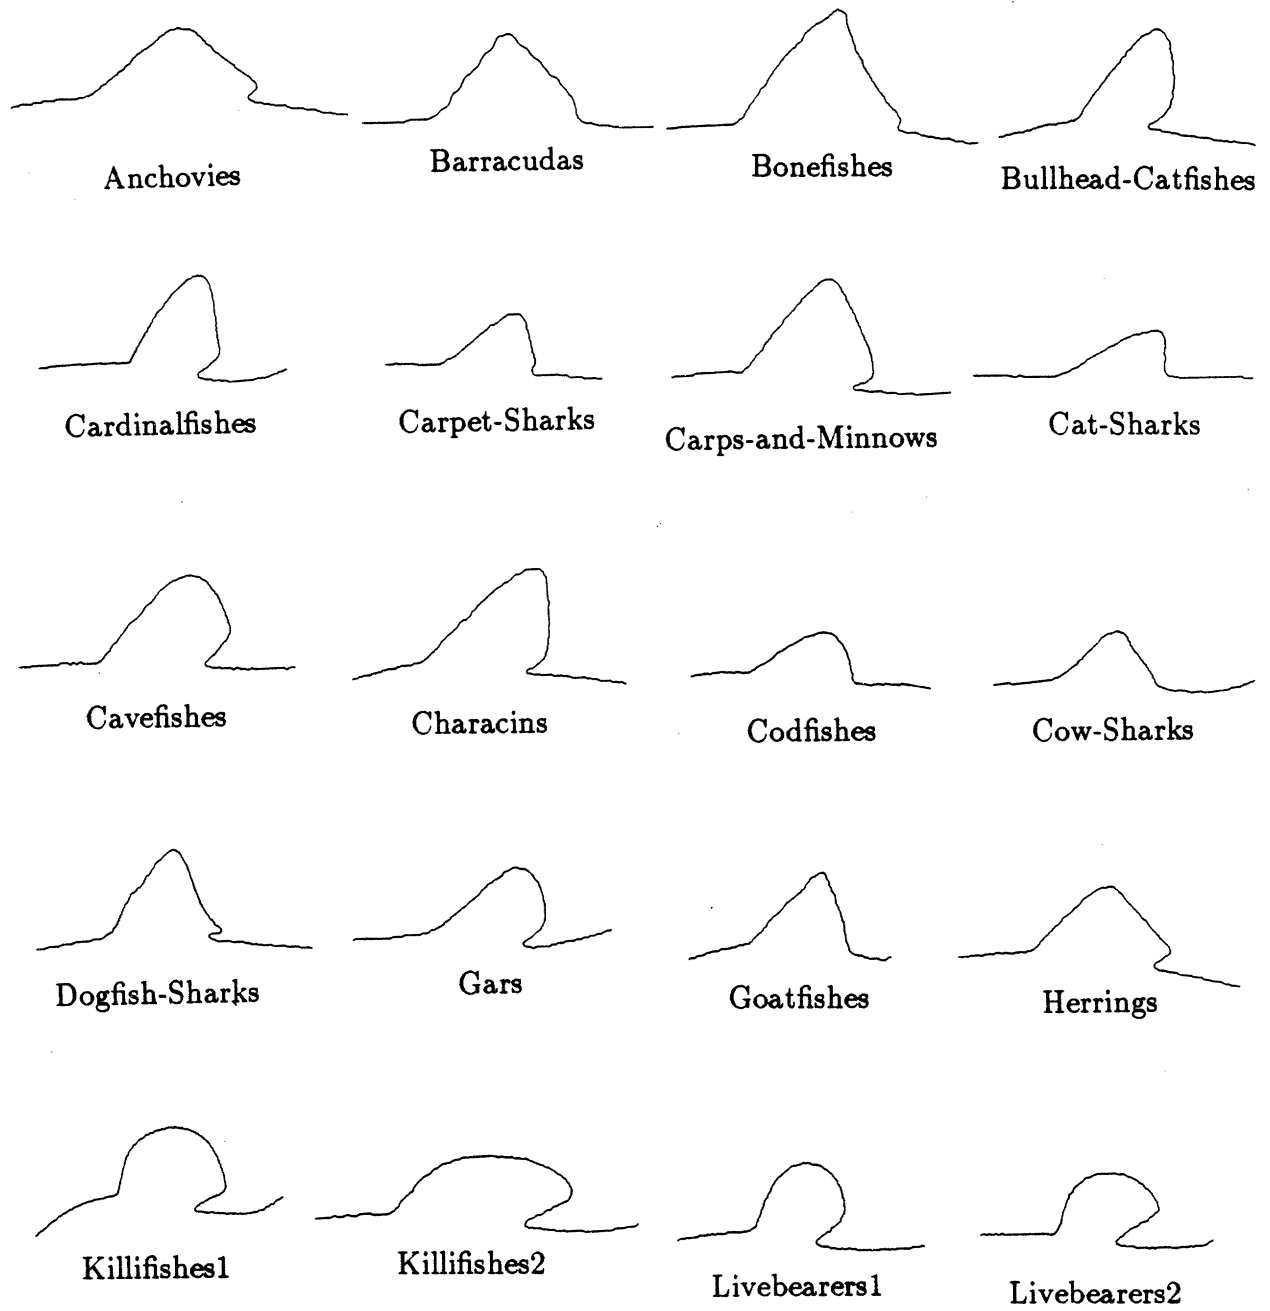 Anchovies
Barracudas
Bonefishes
Bullhead-Catfishes
Cardinalfishes
Carpet-Sharks
Carps-and-Minnows
Cat-Sharks
Cavefishes
Characins
Codfishes
Cow-Sharks
Dogfish-Sharks
Gars
Goatfishes
Herrings
Killifishes1
Killifishes2
Livebearers1
Livebearers2